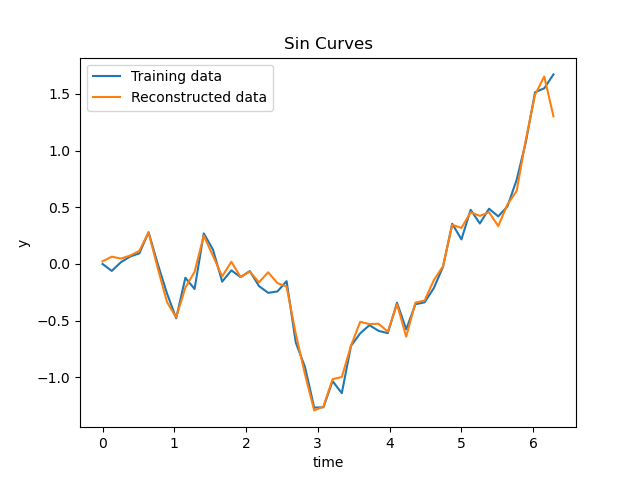 Sin Curves
Training data
Reconstructed data
y
1.5
1.0
0.5
0.0
−0.5
−1.0
0 1 2 3 4 5 6
time